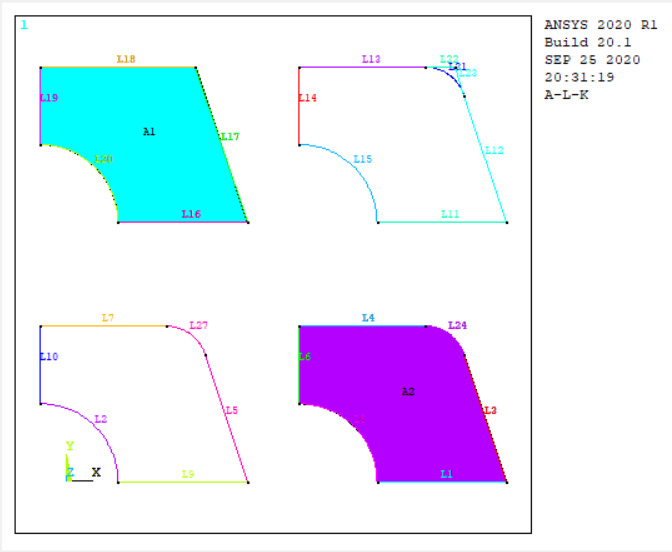 1
ANSYS 2020 R1
Build 20.1
SEP 25 2020
20:31:19
A-L-K
L18
L19
A1
L17
L20
L16
L13
L22
L21
L23
L14
L12
L15
L11
L7
L27
L10
L2
L5
L9
Y
Z
X
L4
L24
L6
A2
L3
L1